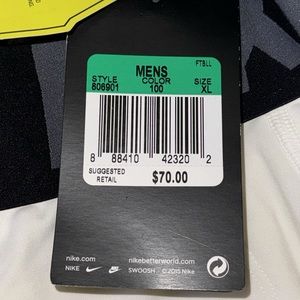 MENS
FTBLL
STYLE COLOR SIZE
806901 100 XL
8 88410 42320 2
SUGGESTED
RETAIL
$70.00
nike.com nikebetterworld.com
NIKE SWOOSH © 2015 Nike